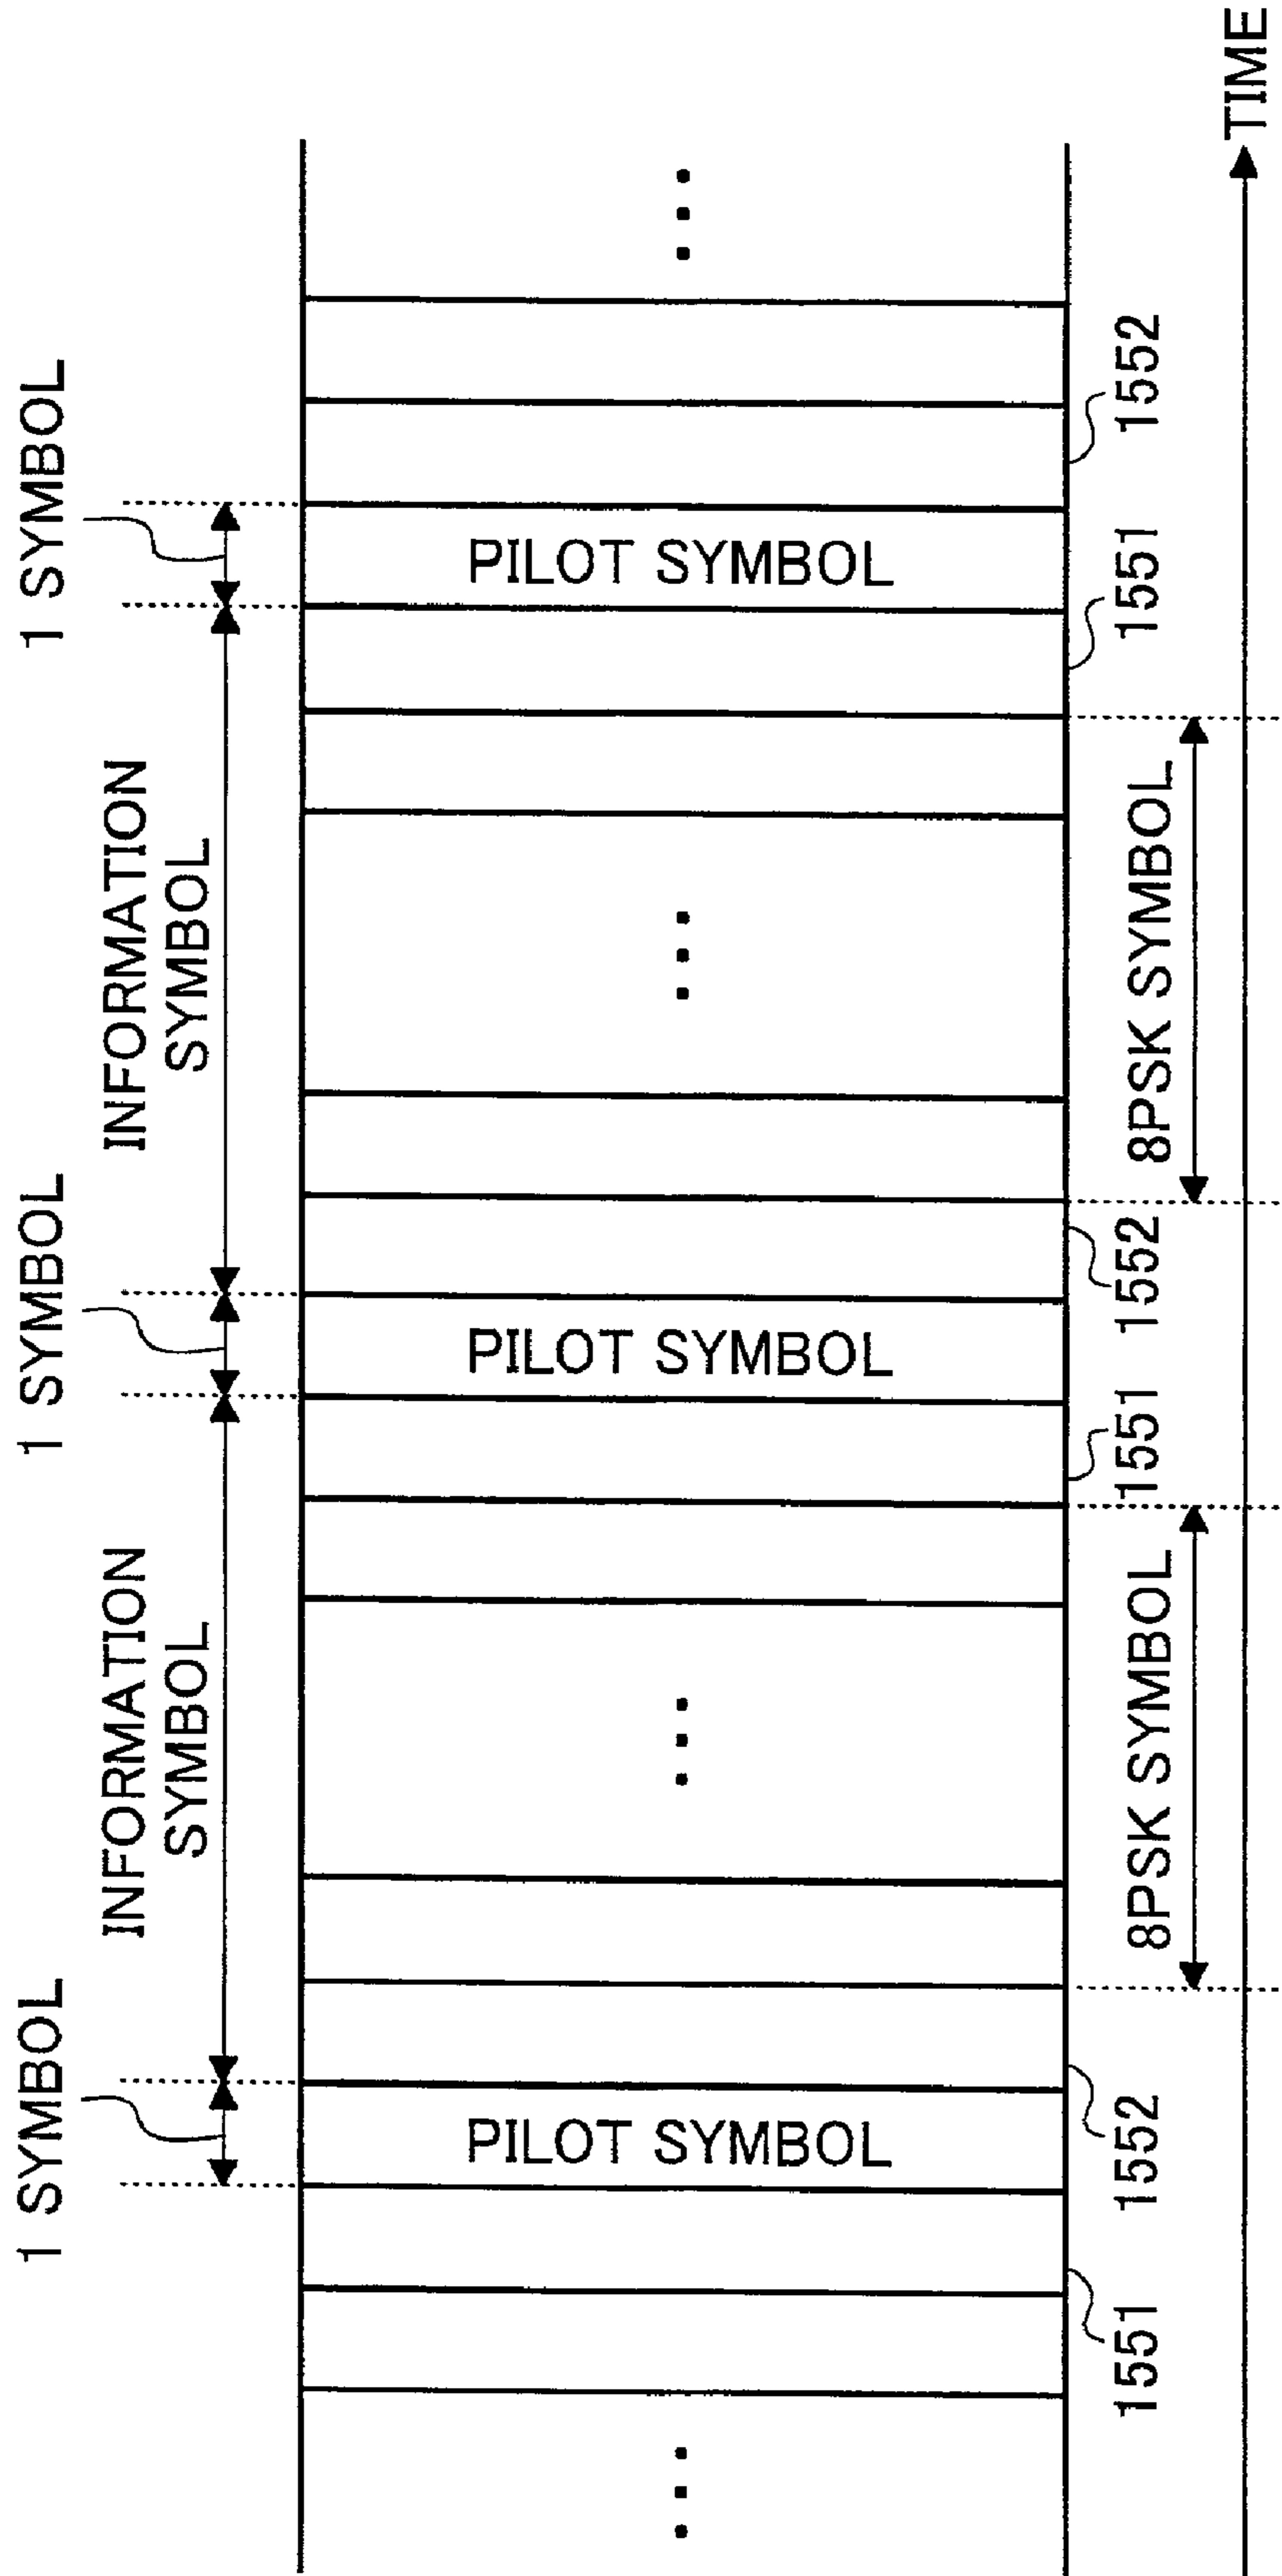 1 SYMBOL
INFORMATION
SYMBOL
1 SYMBOL
INFORMATION
SYMBOL
1 SYMBOL
PILOT SYMBOL
PILOT SYMBOL
PILOT SYMBOL
1551
1552
1551
1552
1551
1552
8PSK SYMBOL
8PSK SYMBOL
TIME